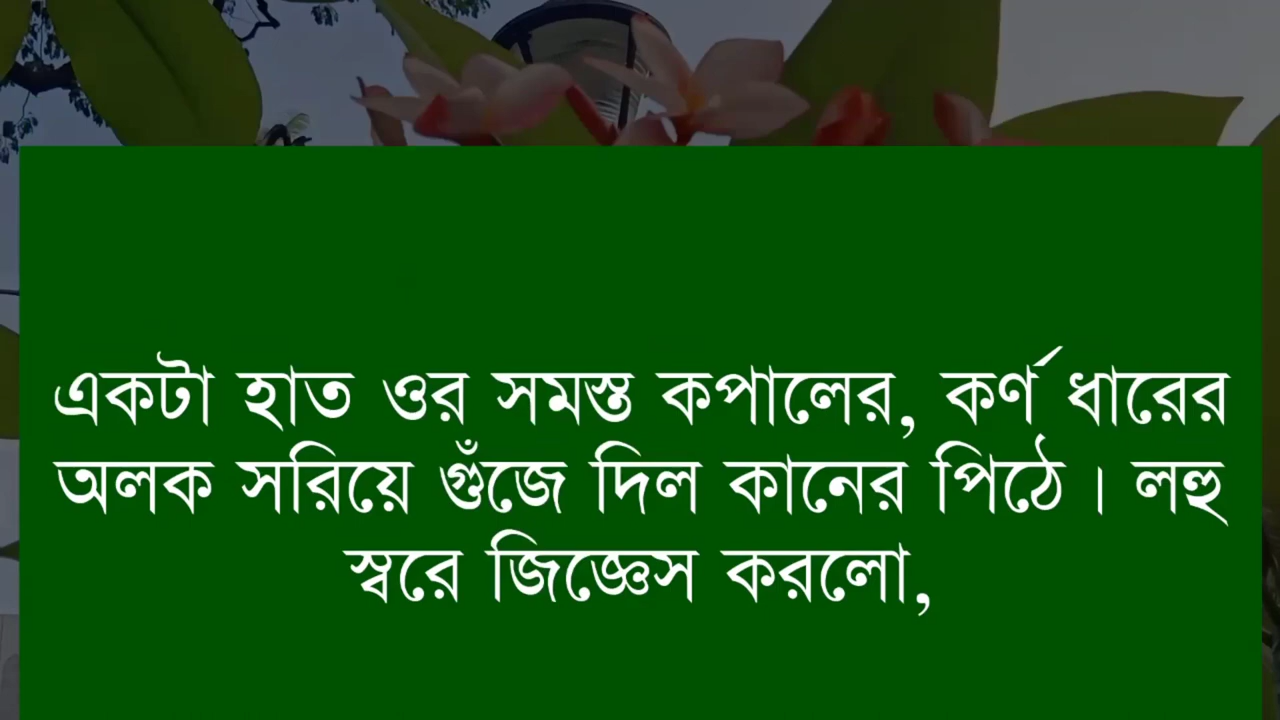 একটা হাত ওর সমস্ত কপালের, কর্ণ ধারের
অলক সরিয়ে গুঁজে দিল কানের পিঠে। লহু
স্বরে জিজ্ঞেস করলো,